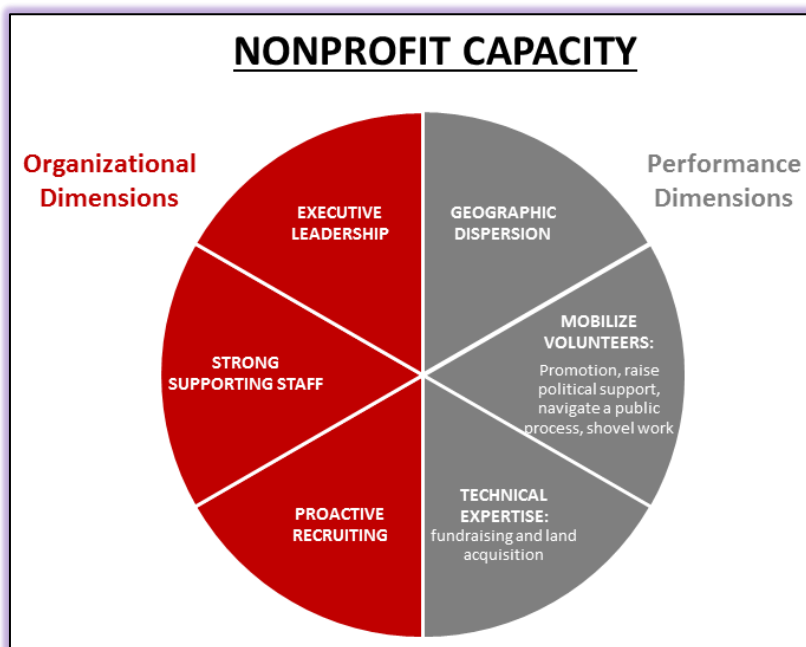 NONPROFIT CAPACITY
Organizational
Dimensions
Performance
Dimensions
EXECUTIVE
LEADERSHIP
GEOGRAPHIC
DISPERSION
STRONG
SUPPORTING STAFF
MOBILIZE
VOLUNTEERS:
Promotion, raise
political support,
navigate a public
process, shovel work
PROACTIVE
RECRUITING
TECHNICAL
EXPERTISE:
fundraising and land
acquisition